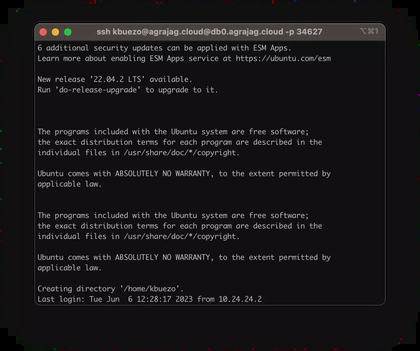 ssh kbuezo@agrajag.cloud@db0.agrajag.cloud -p 34627
⌥⌘1
6 additional security updates can be applied with ESM Apps.
Learn more about enabling ESM Apps service at https://ubuntu.com/esm
New release '22.04.2 LTS' available.
Run 'do-release-upgrade' to upgrade to it.
The programs included with the Ubuntu system are free software;
the exact distribution terms for each program are described in the
individual files in /usr/share/doc/*/copyright.
Ubuntu comes with ABSOLUTELY NO WARRANTY, to the extent permitted by
applicable law.
The programs included with the Ubuntu system are free software;
the exact distribution terms for each program are described in the
individual files in /usr/share/doc/*/copyright.
Ubuntu comes with ABSOLUTELY NO WARRANTY, to the extent permitted by
applicable law.
Creating directory '/home/kbuezo'.
Last login: Tue Jun  6 12:28:17 2023 from 10.24.24.2